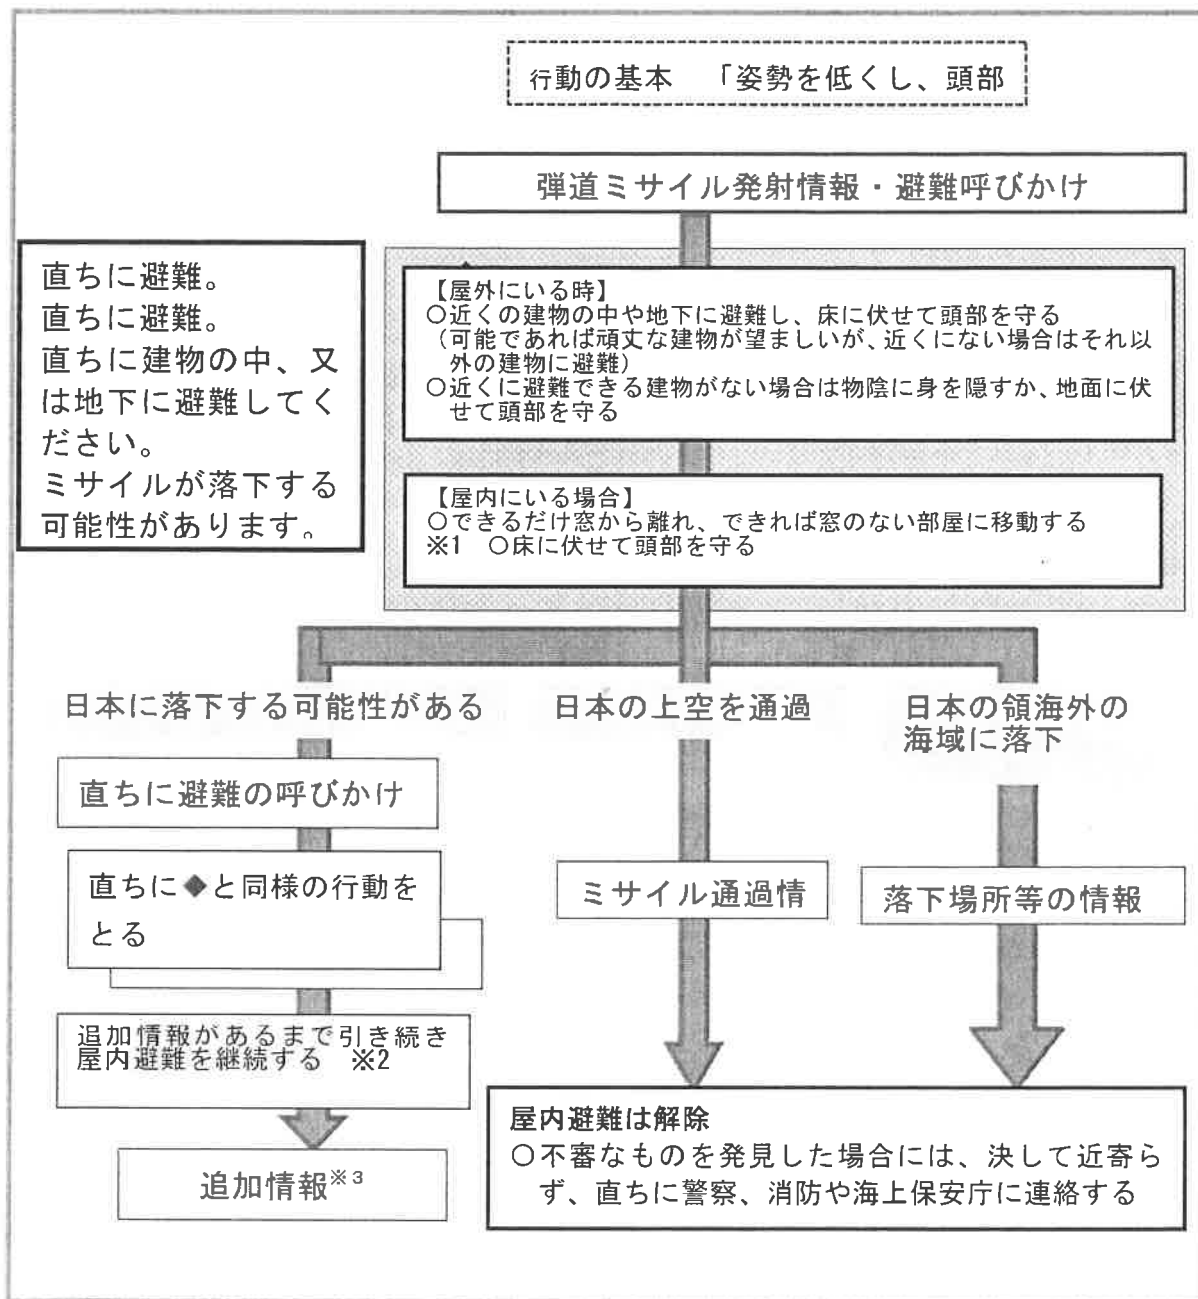 行動の基本　「姿勢を低くし、頭部
弾道ミサイル発射情報・避難呼びかけ
直ちに避難。
直ちに避難。
直ちに建物の中、又
は地下に避難してく
ださい。
ミサイルが落下する
可能性があります。
【屋外にいる時】
○近くの建物の中や地下に避難し、床に伏せて頭部を守る
（可能であれば頑丈な建物が望ましいが、近くにない場合はそれ以
外の建物に避難）
○近くに避難できる建物がない場合は物陰に身を隠すか、地面に伏
せて頭部を守る
【屋内にいる場合】
○できるだけ窓から離れ、できれば窓のない部屋に移動する
※1　○床に伏せて頭部を守る
日本に落下する可能性がある
日本の上空を通過
日本の領海外の
海域に落下
直ちに避難の呼びかけ
直ちに◆と同様の行動を
とる
ミサイル通過情
落下場所等の情報
追加情報があるまで引き続き
屋内避難を継続する　※2
追加情報※3
屋内避難は解除
○不審なものを発見した場合には、決して近寄ら
ず、直ちに警察、消防や海上保安庁に連絡する